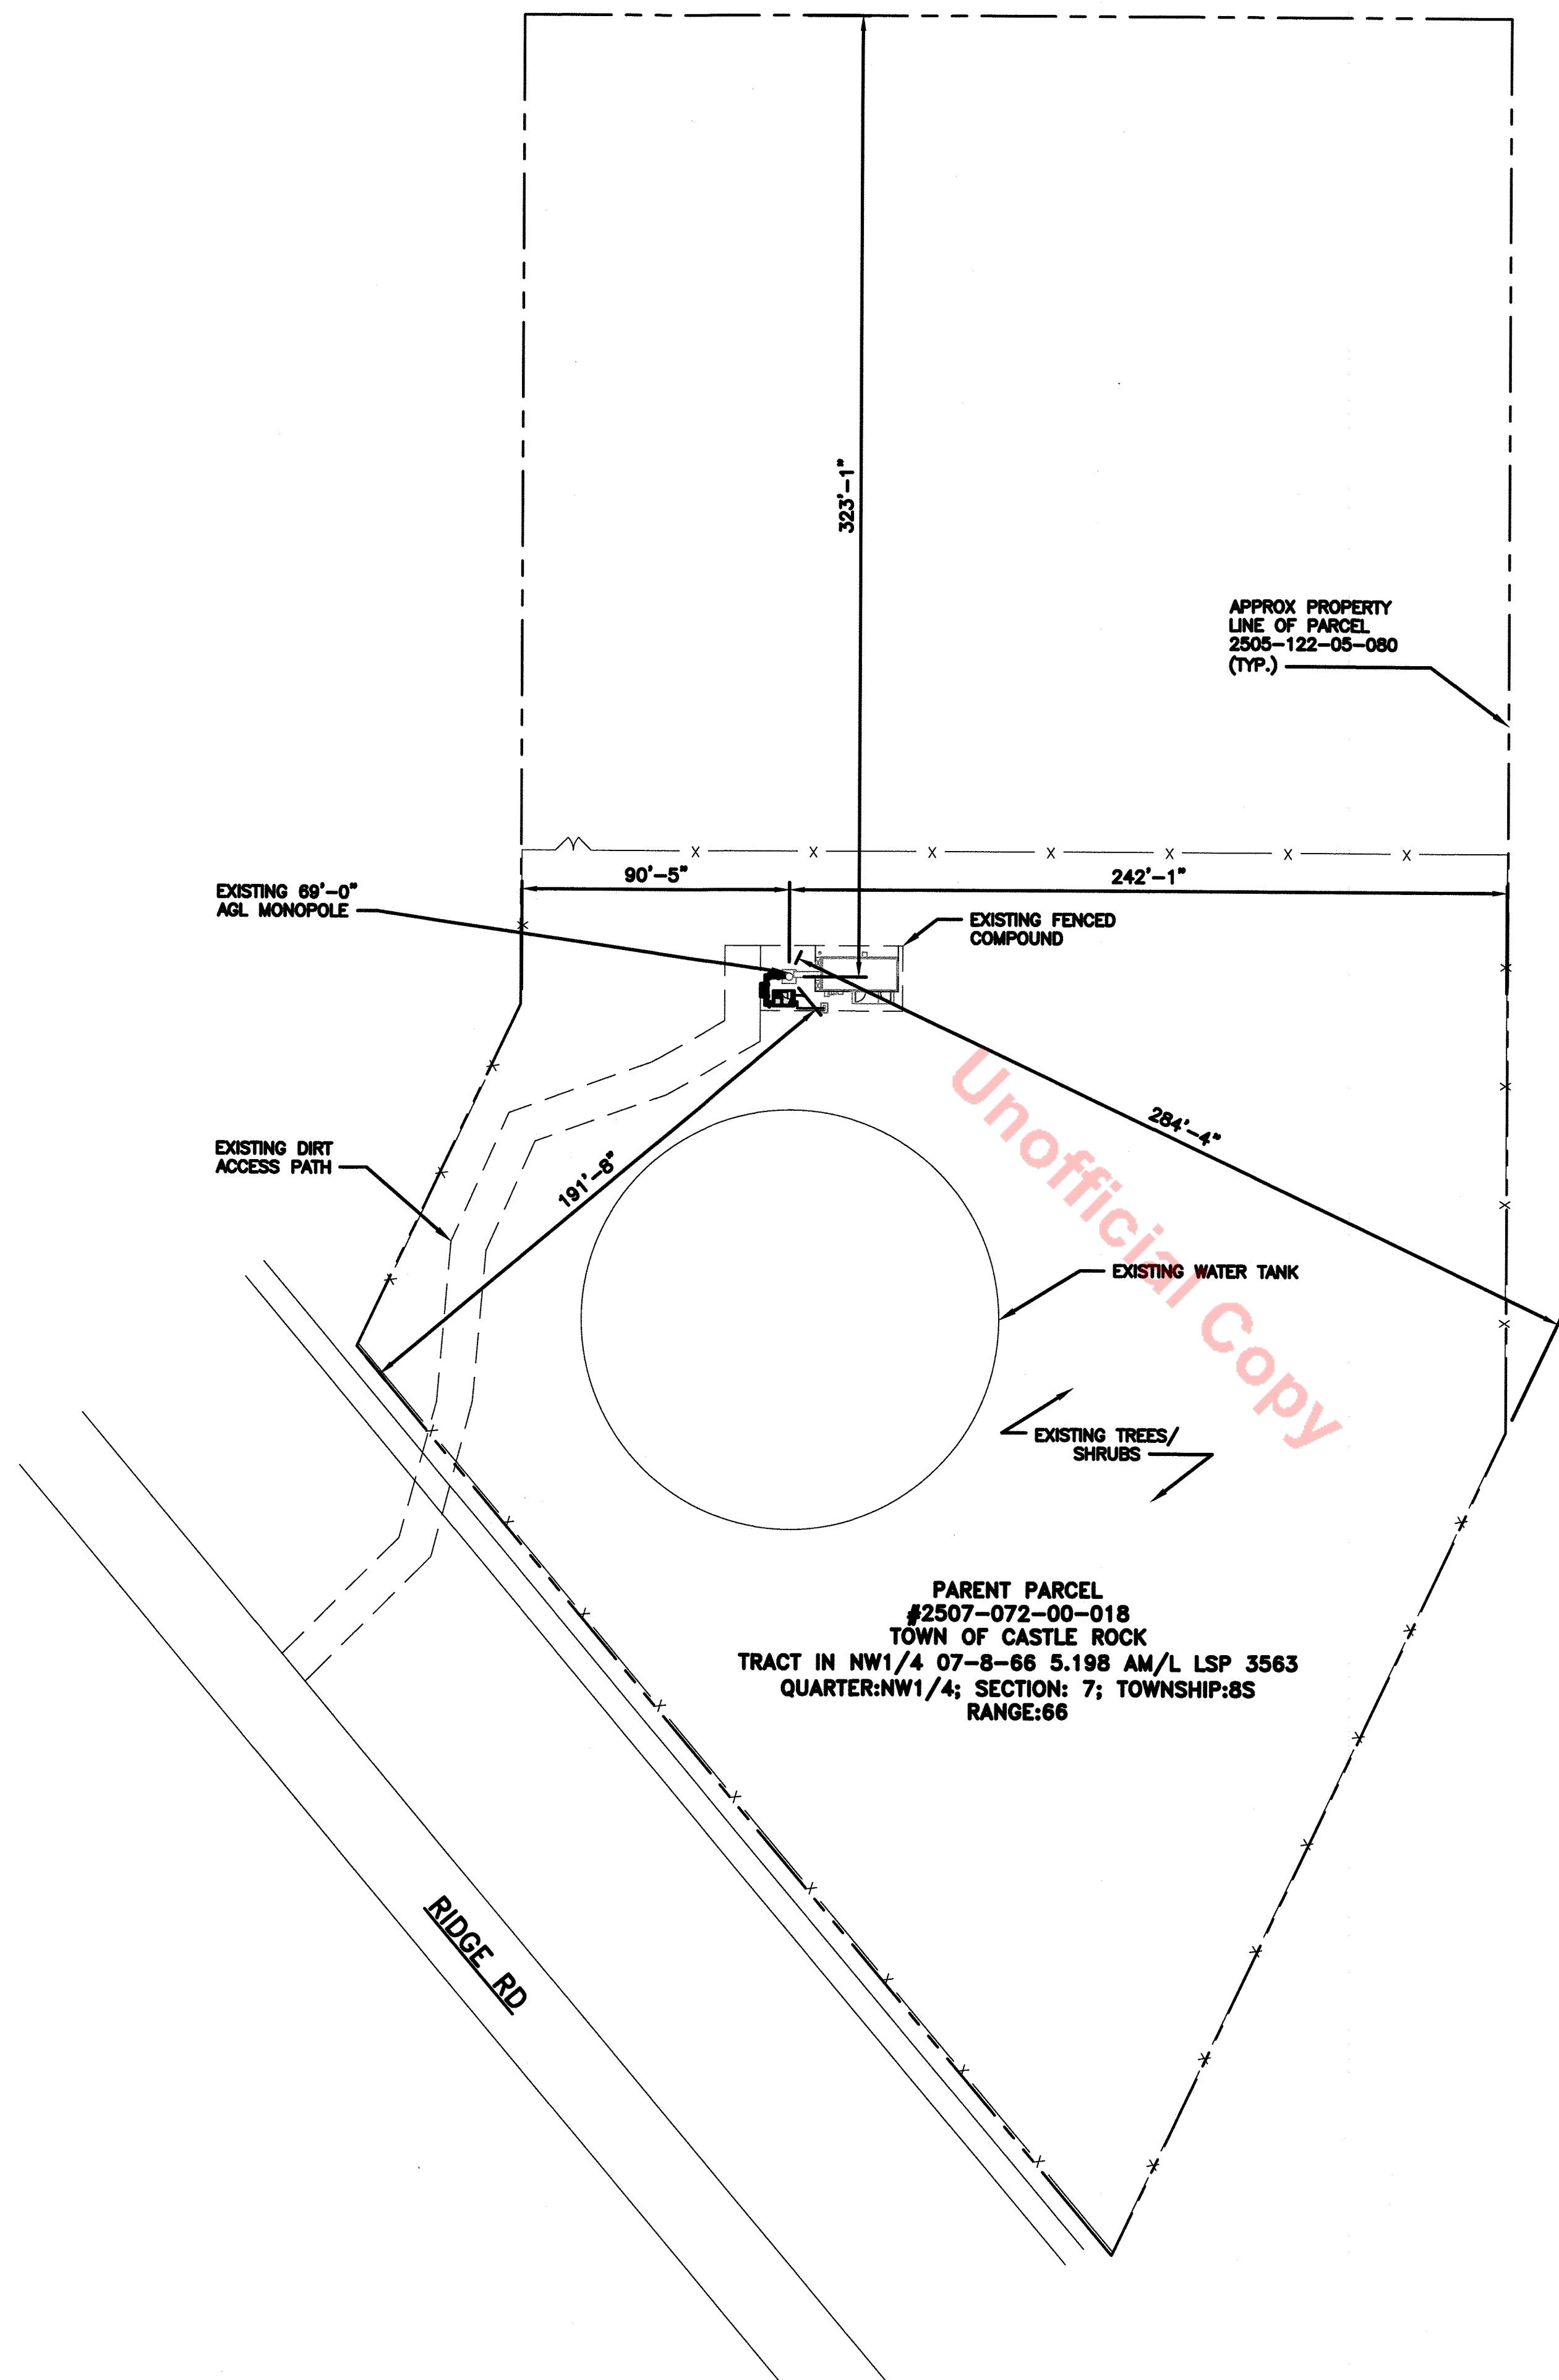 323'-1"
APPROX PROPERTY
LINE OF PARCEL
2505-122-05-080
(TYP.)
90'-5"
242'-1"
EXISTING 69'-0"
AGL MONOPOLE
EXISTING FENCED
COMPOUND
284'-4"
EXISTING DIRT
ACCESS PATH
191'-8"
Unofficial Copy
EXISTING WATER TANK
EXISTING TREES/
SHRUBS
PARENT PARCEL
#2507-072-00-018
TOWN OF CASTLE ROCK
TRACT IN NW1/4 07-8-66 5.198 AM/L LSP 3563
QUARTER:NW1/4; SECTION: 7; TOWNSHIP:8S
RANGE:66
RIDGE RD